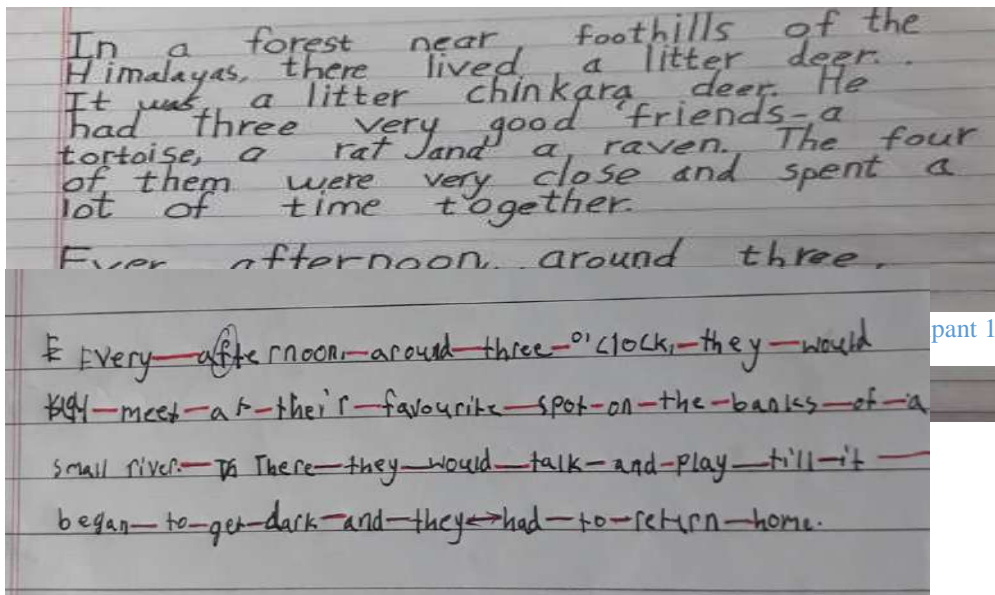 In a forest near foothills of the
Himalayas, there lived a litter deer.
It was a litter chinkara deer. He
had three very good friends-a
tortoise, a rat and a raven. The four
of them were very close and spent a
lot of time together.
Ever afternoon, around three
pant 1
E Every afternoon, around three o'clock, they would
meet at their favourite spot on the banks of a
small river. There they would talk and play till it
began to get dark and they had to return home.